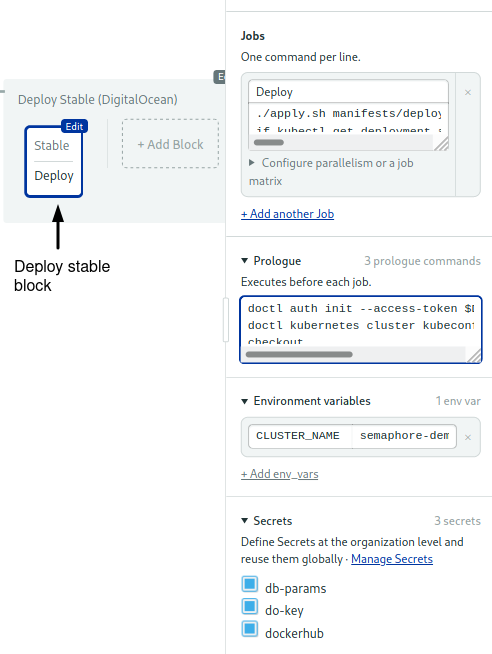 Jobs
One command per line.
Deploy
./apply.sh manifests/deploy
if kubectl get deployment
Configure parallelism or a job
matrix
+ Add another Job
Prologue
3 prologue commands
Executes before each job.
doctl auth init --access-token
doctl kubernetes cluster
checkout
Environment variables
1 env var
CLUSTER_NAME
semaphore-dem
+ Add env_vars
Secrets
3 secrets
Define Secrets at the organization level and
reuse them globally · Manage Secrets
db-params
do-key
dockerhub
Deploy Stable (DigitalOcean)
Edit
Stable
Deploy
+ Add Block
Deploy stable
block